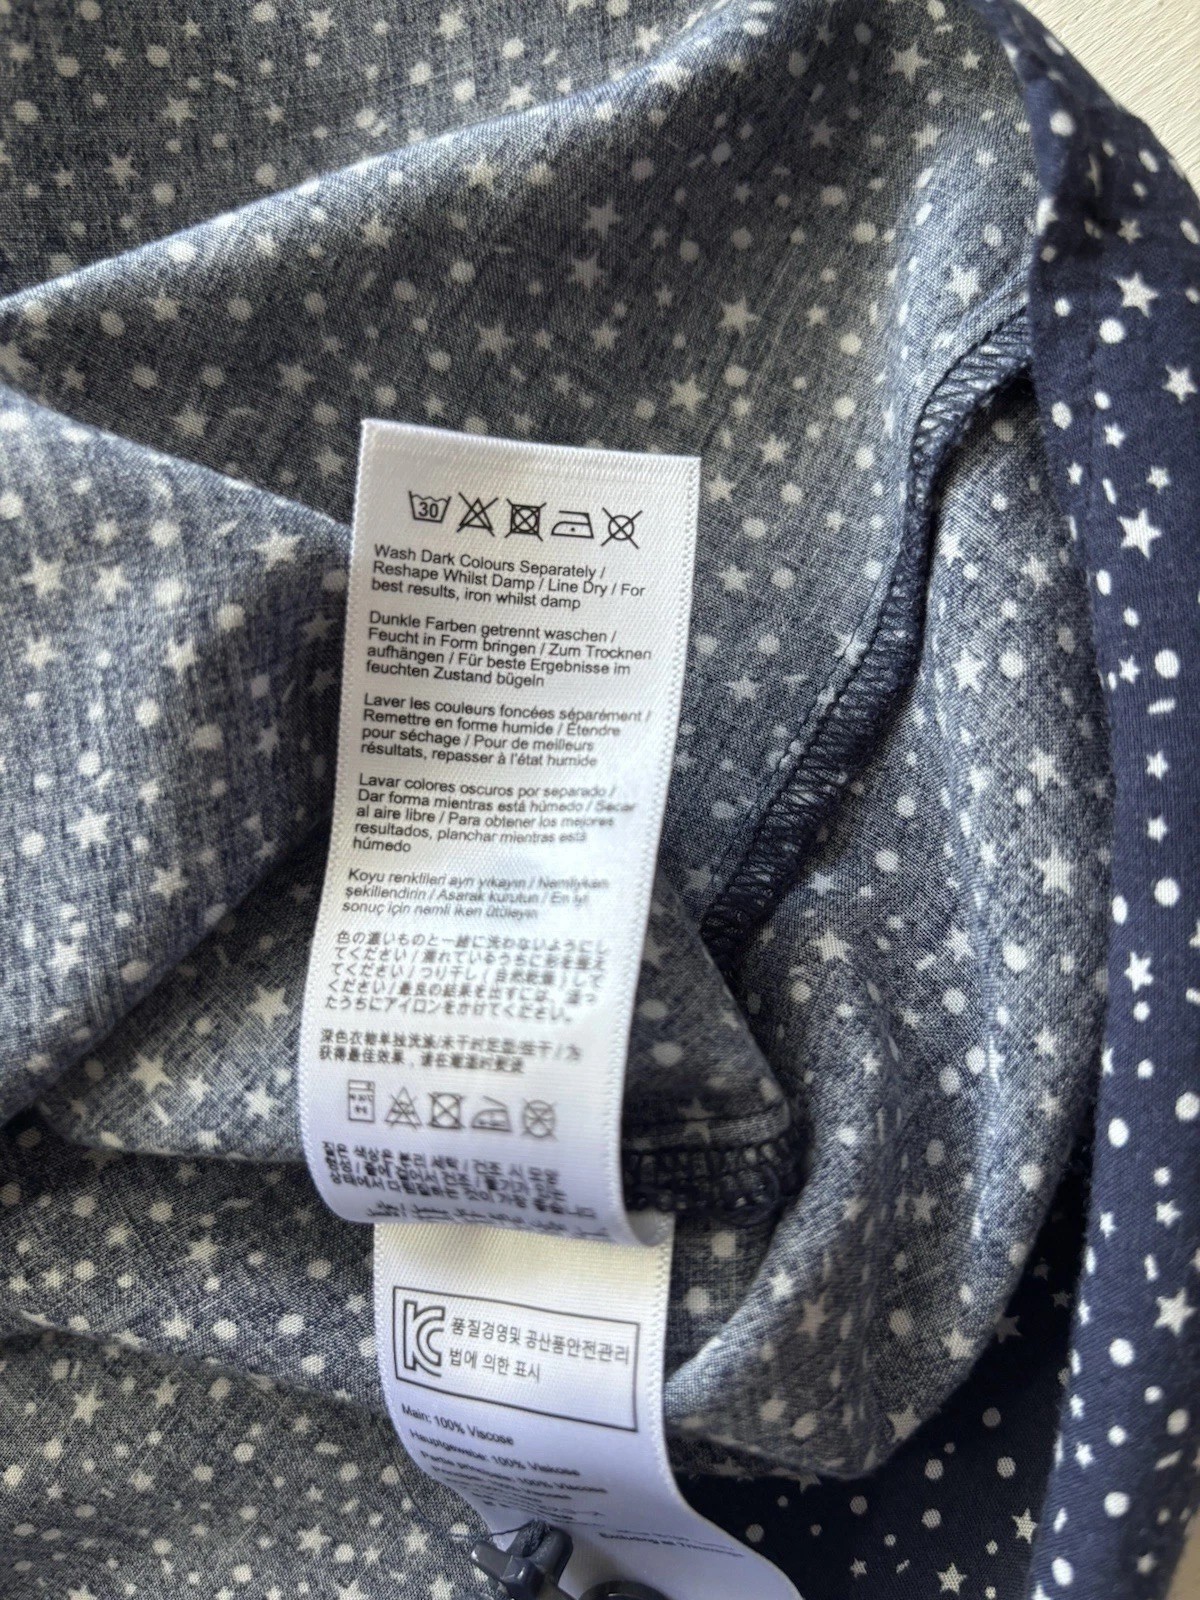 30
Wash Dark Colours Separately /
Reshape Whilst Damp / Line Dry / For
best results, iron whilst damp
Dunkle Farben getrennt waschen /
Feucht in Form bringen / Zum Trocknen
aufhängen / Für beste Ergebnisse im
feuchten Zustand bügeln
Laver les couleurs foncées séparément /
Remettre en forme humide / Étendre
pour séchage / Pour de meilleurs
résultats, repasser à l'état humide
Lavar colores oscuros por separado /
Dar forma mientras está húmedo / Secar
al aire libre / Para obtener los mejores
resultados, planchar mientras está
húmedo
Koyu renklileri ayrı yıkayın / Nemliyken
şekillendirin / Asarak kurutun / En iyi
sonuç için nemli iken ütüleyin
色の濃いものと一緒に洗わないようにし
てください / 濡れているうちに形を整え
てください / つり干し ( 自然乾燥 ) して
ください / 最良の結果を出すには、湿っ
たうちにアイロンをかけてください。
深色衣物单独洗涤/未干时定型/挂干/为
获得最佳效果，请在潮湿时熨烫
품질경영및 공산품안전관리
법에 의한 표시
Main: 100% Viscose
Hauptgewebe: 100% Viskose
Partie principale: 100% Viscose